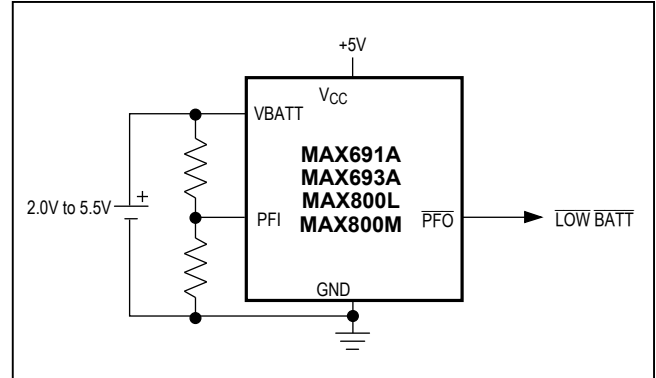 +5V
VCC
VBATT
MAX691A
MAX693A
MAX800L
MAX800M
2.0V to 5.5V
+
PFI
PFO
LOW BATT
GND